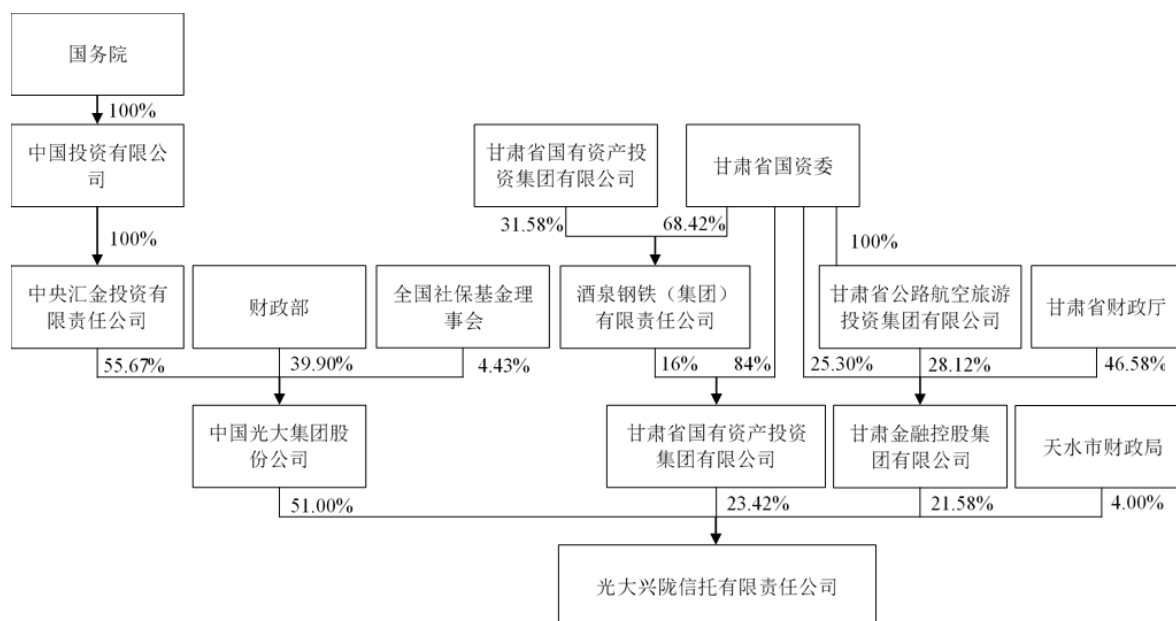 国务院
100%
中国投资有限公
司
甘肃省国有资产投
资集团有限公司
甘肃省国资委
31.58%
68.42%
100%
100%
中央汇金投资有
限责任公司
财政部
全国社保基金理
事会
酒泉钢铁（集团）
有限责任公司
甘肃省公路航空旅游
投资集团有限公司
甘肃省财政厅
55.67%
39.90%
4.43%
16%
84%
25.30%
28.12%
46.58%
中国光大集团股
份公司
甘肃省国有资产投资
集团有限公司
甘肃金融控股集
团有限公司
天水市财政局
51.00%
23.42%
21.58%
4.00%
光大兴陇信托有限责任公司